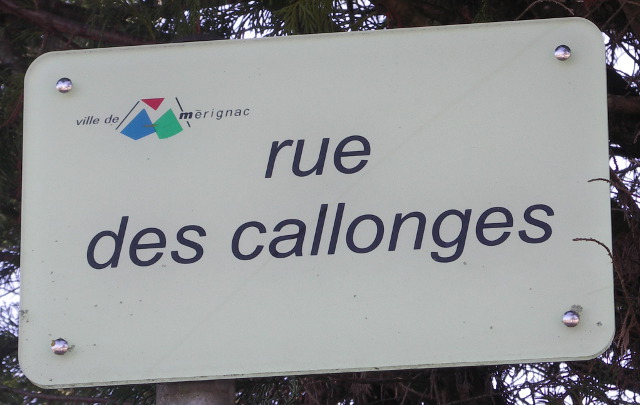 ville de mérignac
rue
des callonges